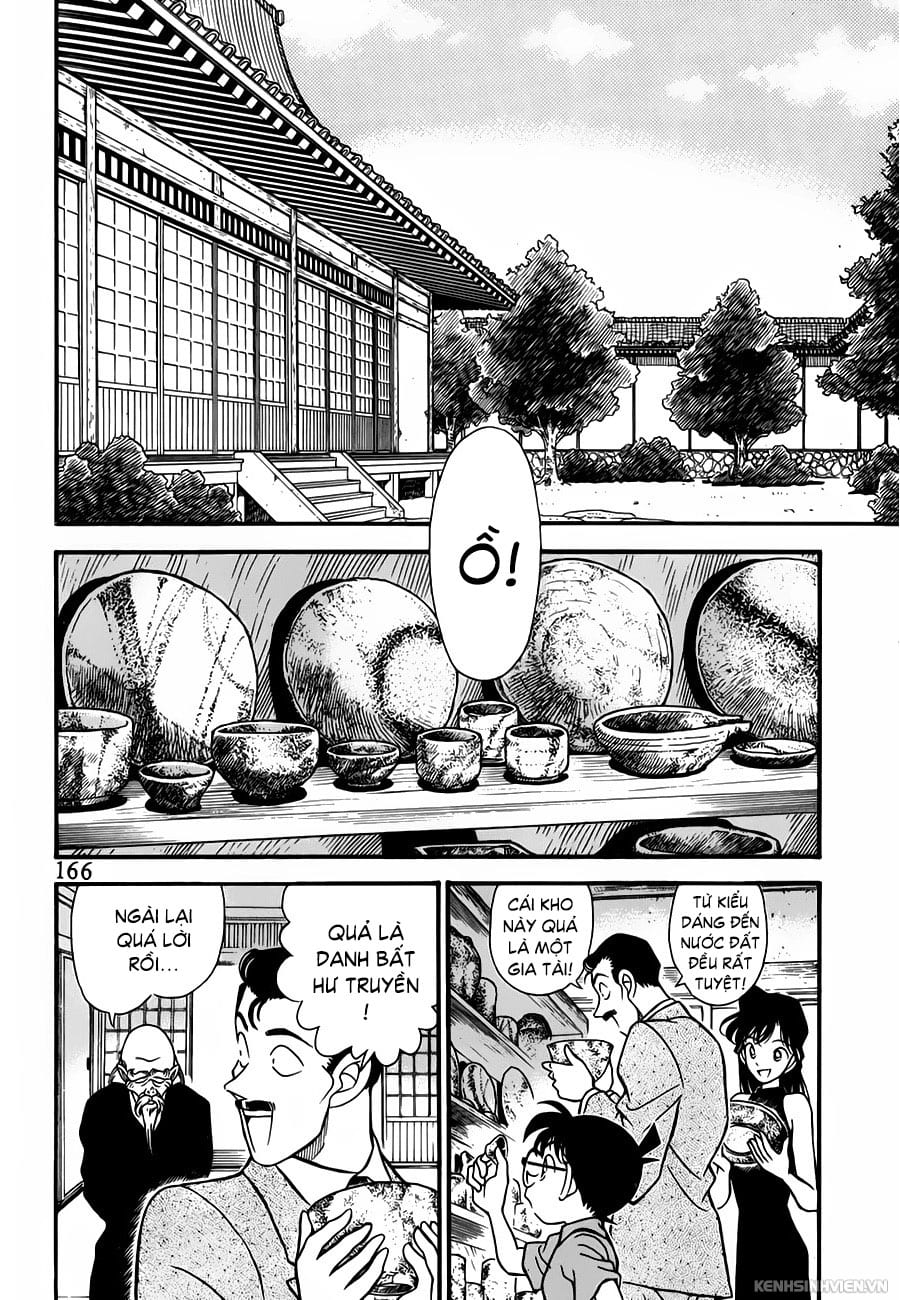 Ồ!
166
NGÀI LẠI
QUÁ LỜI
RỒI...
QUẢ LÀ
DANH BẤT
HƯ TRUYỀN
!
CÁI KHO
NÀY QUẢ
LÀ MỘT
GIA TÀI!
TỪ KIỂU
DÁNG ĐẾN
NƯỚC ĐẤT
ĐỀU RẤT
TUYỆT!
KENHSINHVIEN.VN